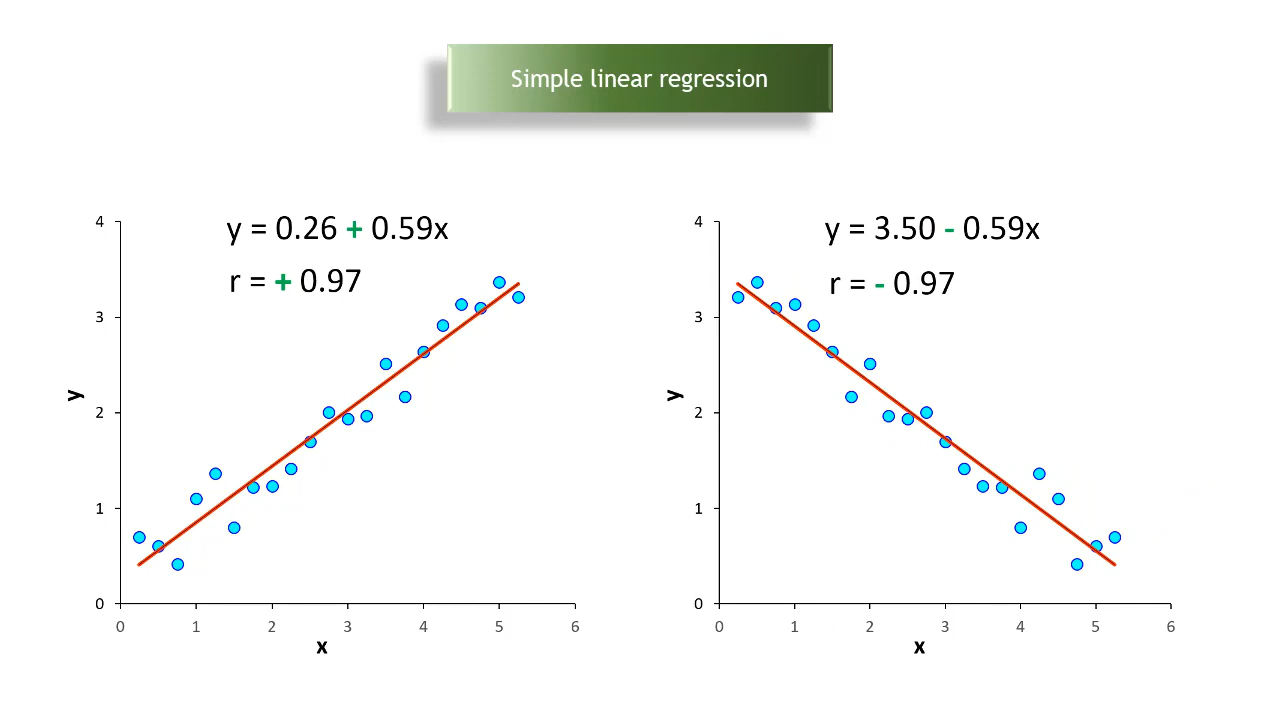 Simple linear regression
y = 0.26 + 0.59x
r = + 0.97
4
3
2
1
0
y
0 1 2 3 4 5 6
x
y = 3.50 - 0.59x
r = - 0.97
4
3
2
1
0
y
0 1 2 3 4 5 6
x